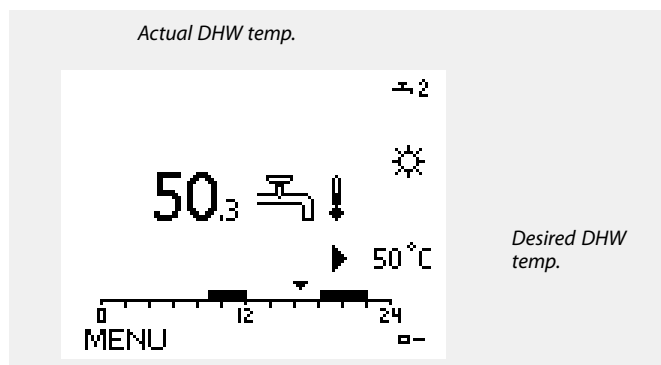 Actual DHW temp.
2
50.3
50°C
Desired DHW
temp.
0 12 24
MENU